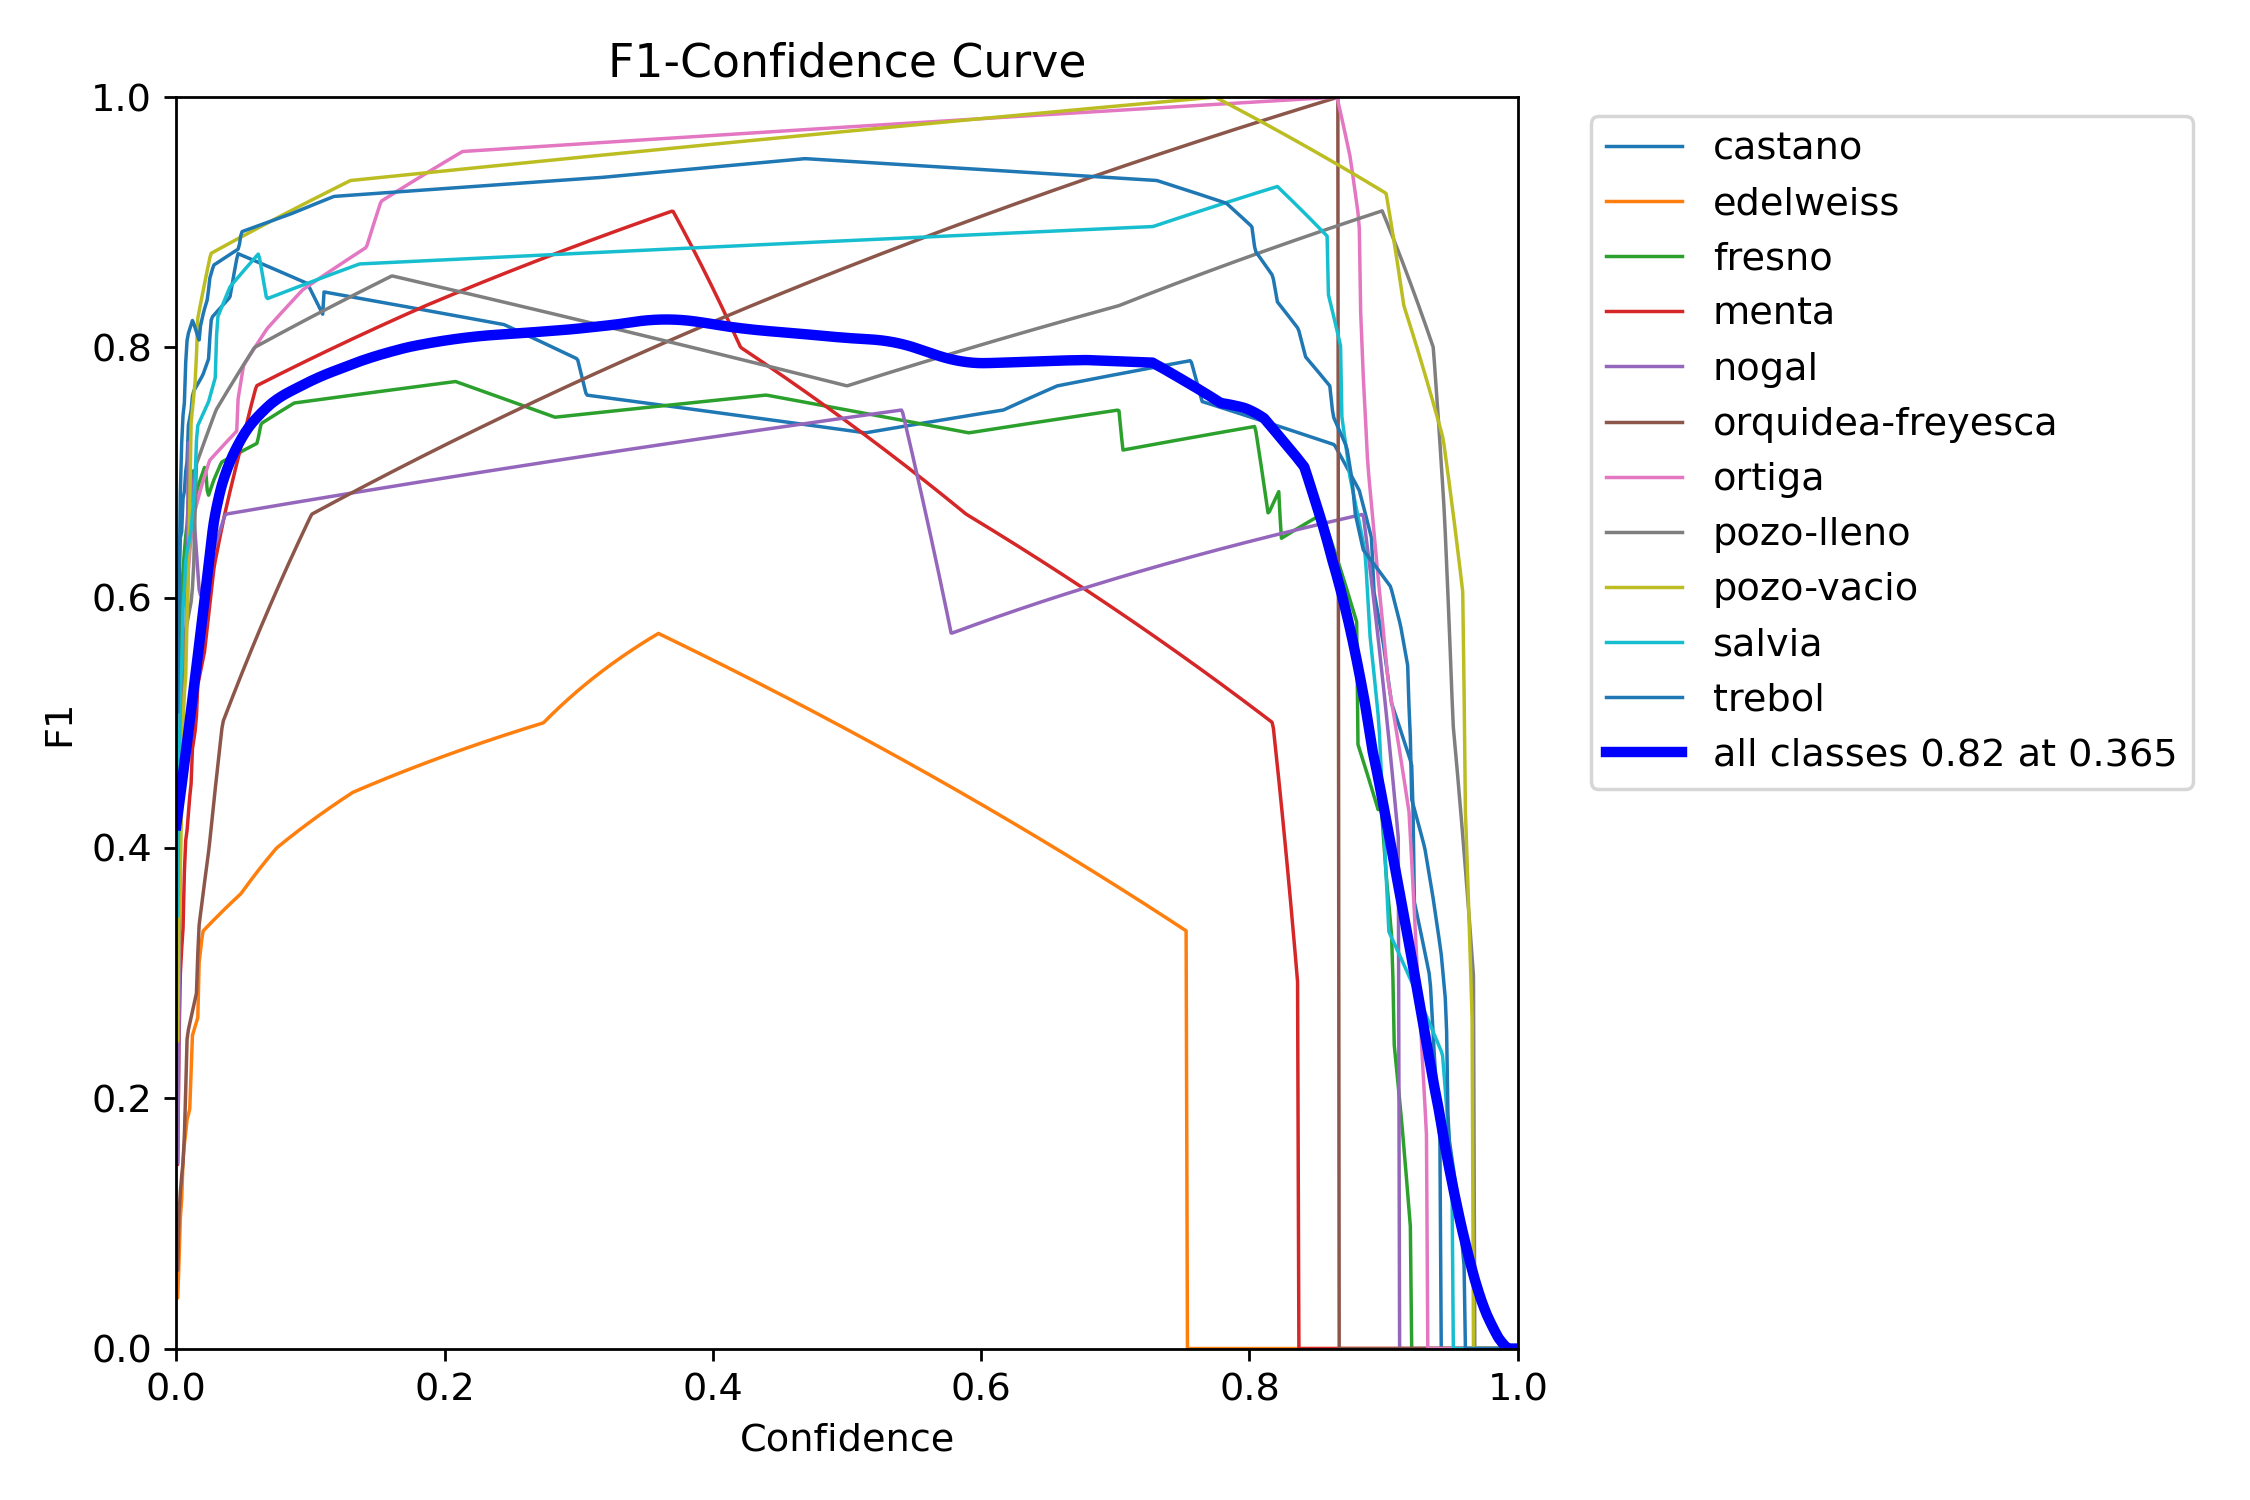 F1-Confidence Curve
1.0
0.8
0.6
0.4
0.2
0.0
F1
0.0 0.2 0.4 0.6 0.8 1.0
Confidence
castano
edelweiss
fresno
menta
nogal
orquidea-freyesca
ortiga
pozo-lleno
pozo-vacio
salvia
trebol
all classes 0.82 at 0.365